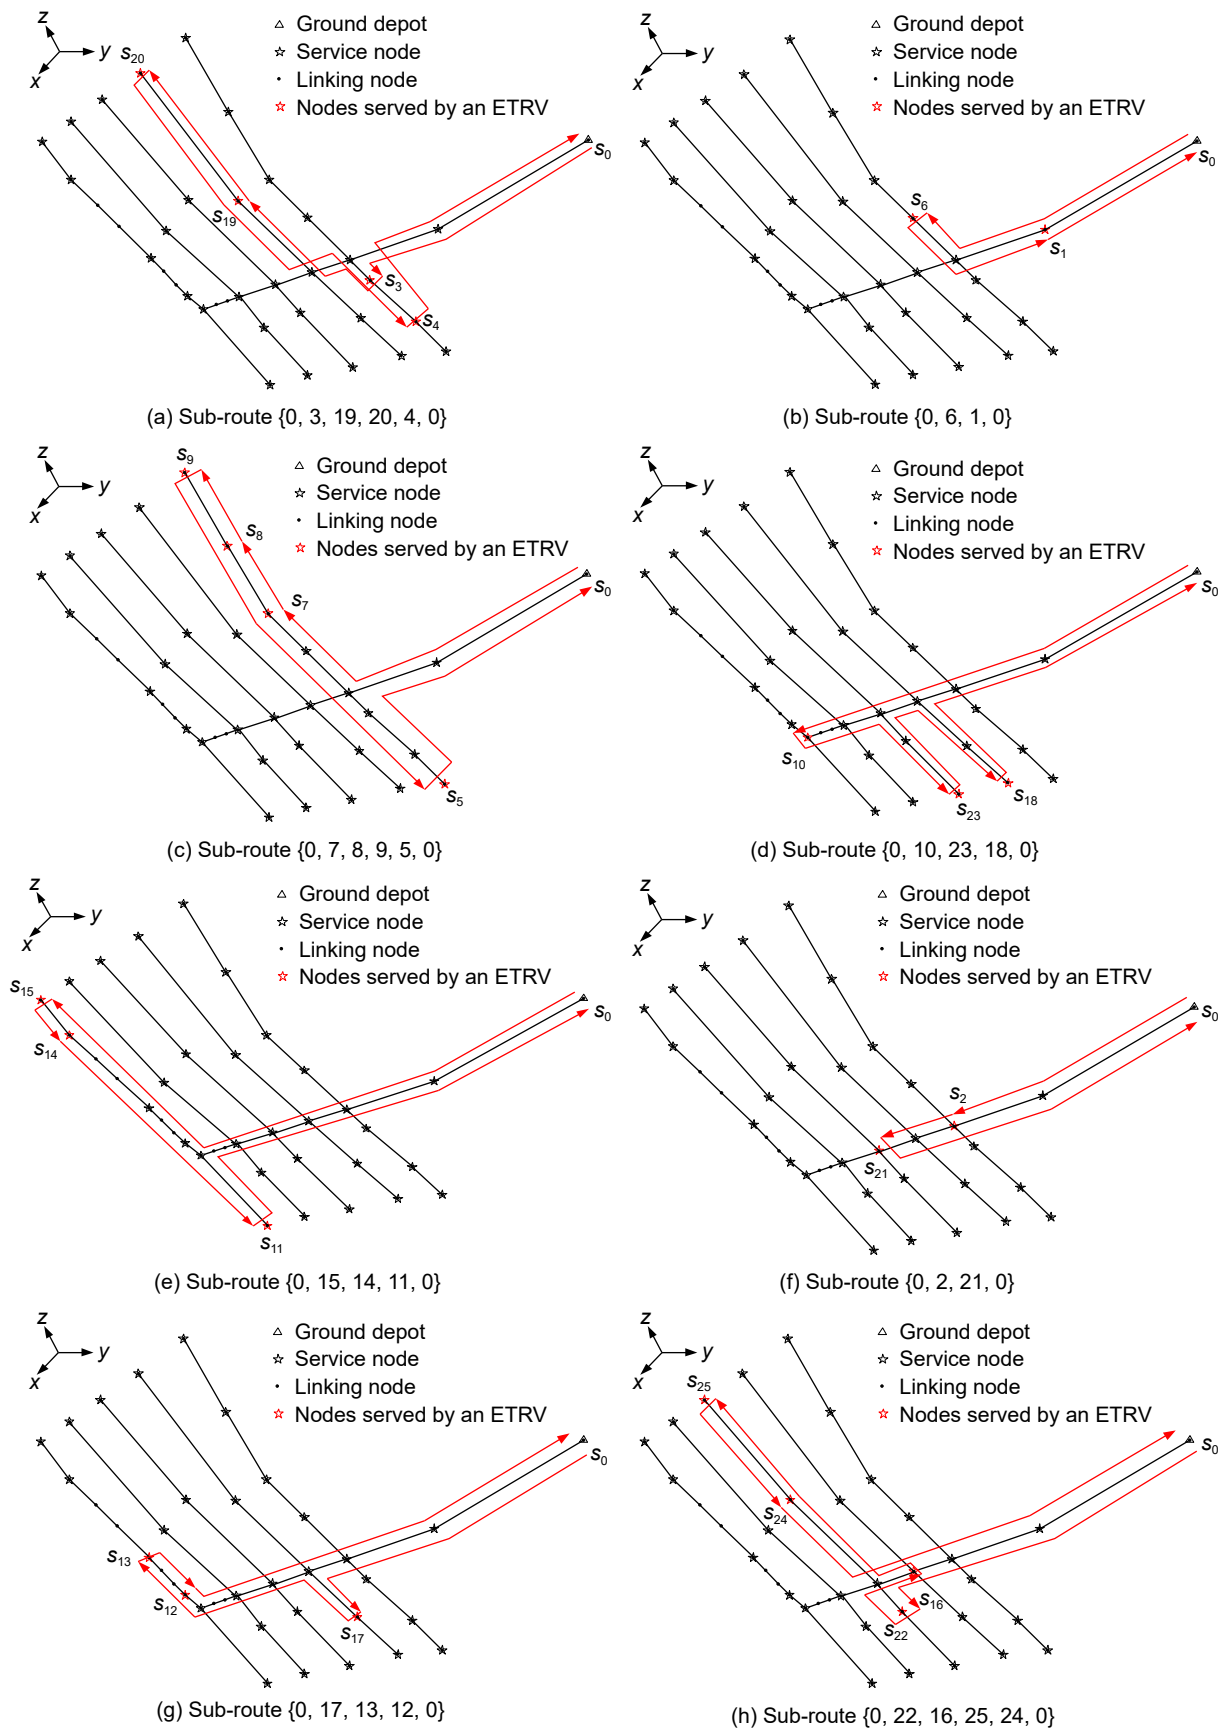 z
y
x
Ground depot
Service node
Linking node
Nodes served by an ETRV
s20
s19
s3
s4
s0
(a) Sub-route {0, 3, 19, 20, 4, 0}
z
y
x
Ground depot
Service node
Linking node
Nodes served by an ETRV
s6
s1
s0
(b) Sub-route {0, 6, 1, 0}
z
y
x
Ground depot
Service node
Linking node
Nodes served by an ETRV
s9
s8
s7
s0
s5
(c) Sub-route {0, 7, 8, 9, 5, 0}
z
y
x
Ground depot
Service node
Linking node
Nodes served by an ETRV
s0
s10
s18
s23
(d) Sub-route {0, 10, 23, 18, 0}
z
y
x
Ground depot
Service node
Linking node
Nodes served by an ETRV
s15
s14
s0
s11
(e) Sub-route {0, 15, 14, 11, 0}
z
y
x
Ground depot
Service node
Linking node
Nodes served by an ETRV
s0
s2
s21
(f) Sub-route {0, 2, 21, 0}
z
y
x
Ground depot
Service node
Linking node
Nodes served by an ETRV
s0
s13
s12
s17
(g) Sub-route {0, 17, 13, 12, 0}
z
y
x
Ground depot
Service node
Linking node
Nodes served by an ETRV
s25
s0
s24
s16
s22
(h) Sub-route {0, 22, 16, 25, 24, 0}